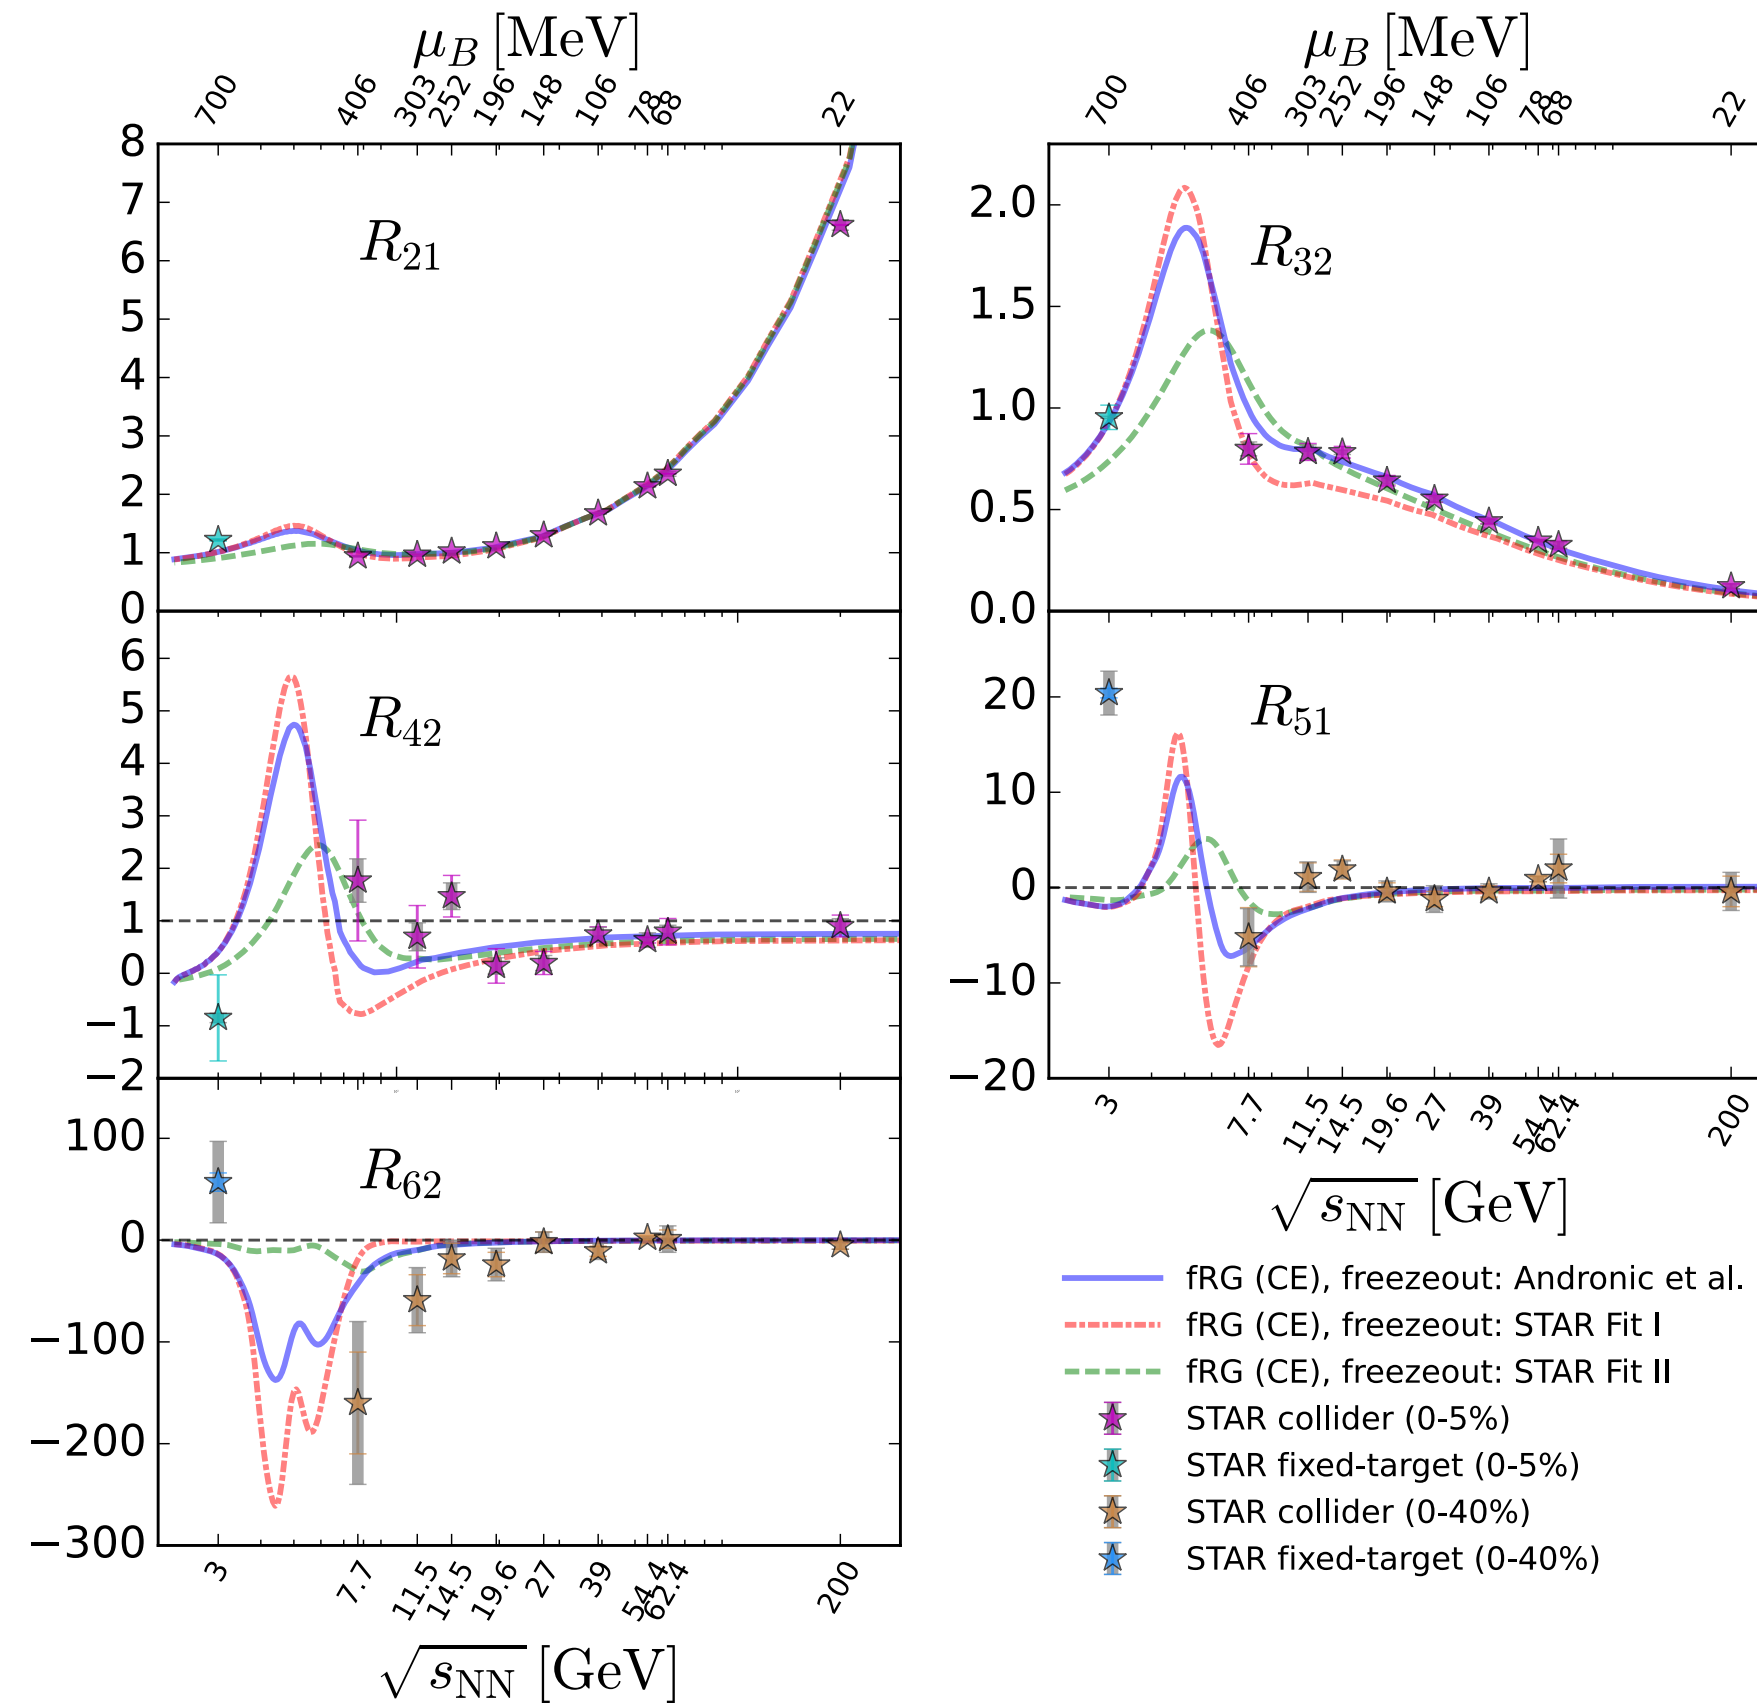 μ_B [MeV]
700 406 303 252 196 148 106 78 68 22
8
7
6
5
4
3
2
1
0
R_21
6
5
4
3
2
1
0
−1
−2
R_42
100
0
−100
−200
−300
R_62
3 7.7 11.5 14.5 19.6 27 39 54.4 62.4 200
√s_NN [GeV]
μ_B [MeV]
700 406 303 252 196 148 106 78 68 22
2.0
1.5
1.0
0.5
0.0
R_32
20
10
0
−10
−20
R_51
3 7.7 11.5 14.5 19.6 27 39 54.4 62.4 200
√s_NN [GeV]
fRG (CE), freezeout: Andronic et al.
fRG (CE), freezeout: STAR Fit I
fRG (CE), freezeout: STAR Fit II
STAR collider (0-5%)
STAR fixed-target (0-5%)
STAR collider (0-40%)
STAR fixed-target (0-40%)